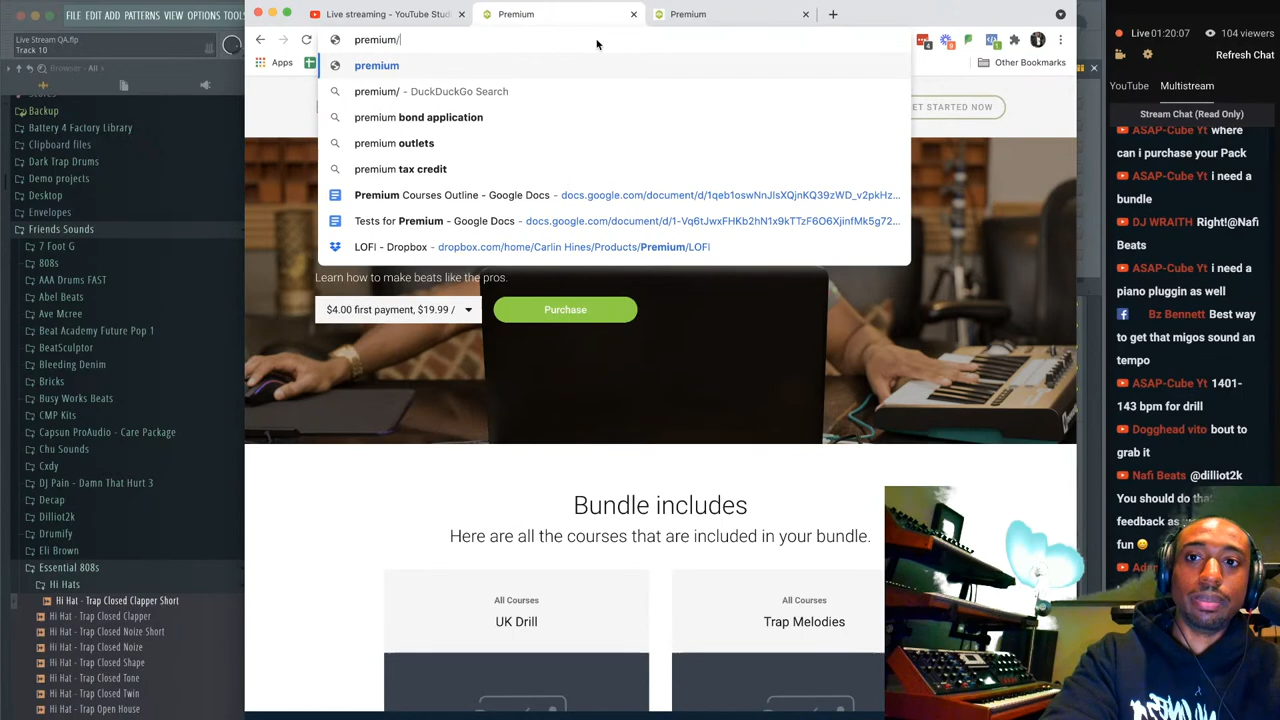 FILE EDIT ADD PATTERNS VIEW OPTIONS TOOLS
Live Stream QA.flp
Track 10
Browser - All
Backup
Battery 4 Factory Library
Clipboard files
Dark Trap Drums
Demo projects
Desktop
Envelopes
Friends Sounds
7 Foot G
808s
AAA Drums FAST
Abel Beats
Ave Mcree
Beat Academy Future Pop 1
BeatSculptor
Bleeding Denim
Bricks
Busy Works Beats
CMP Kits
Capsun ProAudio - Care Package
Chu Sounds
Cxdy
DJ Pain - Damn That Hurt 3
Decap
Dilliot2k
Drumify
Eli Brown
Essential 808s
Hi Hats
Hi Hat - Trap Closed Clapper Short
Hi Hat - Trap Closed Clapper
Hi Hat - Trap Closed Noize Short
Hi Hat - Trap Closed Noize
Hi Hat - Trap Closed Shape
Hi Hat - Trap Closed Tone
Hi Hat - Trap Closed Twin
Hi Hat - Trap Open House
Live streaming - YouTube Stud
Premium
Premium
premium/
Apps
Other Bookmarks
premium
premium/ - DuckDuckGo Search
premium bond application
premium outlets
premium tax credit
Premium Courses Outline - Google Docs - docs.google.com/document/d/1qeb1oswNnJlsXQjnKQ39zWD_v2pkHz...
Tests for Premium - Google Docs - docs.google.com/document/d/1-Vq6tJwxFHKb2hN1x9kTTzF6O6XjinfMk5g72...
LOFI - Dropbox - dropbox.com/home/Carlin Hines/Products/Premium/LOFI
ET STARTED NOW
Learn how to make beats like the pros.
$4.00 first payment, $19.99 /
Purchase
Bundle includes
Here are all the courses that are included in your bundle.
All Courses
UK Drill
All Courses
Trap Melodies
Live 01:20:07
104 viewers
Refresh Chat
YouTube
Multistream
Stream Chat (Read Only)
ASAP-Cube Yt where
can i purchase your Pack
ASAP-Cube Yt i need a
bundle
DJ WRAITH Right!@Nafi
Beats
ASAP-Cube Yt i need a
piano pluggin as well
Bz Bennett Best way
to get that migos sound an
tempo
ASAP-Cube Yt 1401-
143 bpm for drill
Dogghead vito bout to
grab it
Nafi Beats @dilliot2k
You should do tha
feedback as
fun